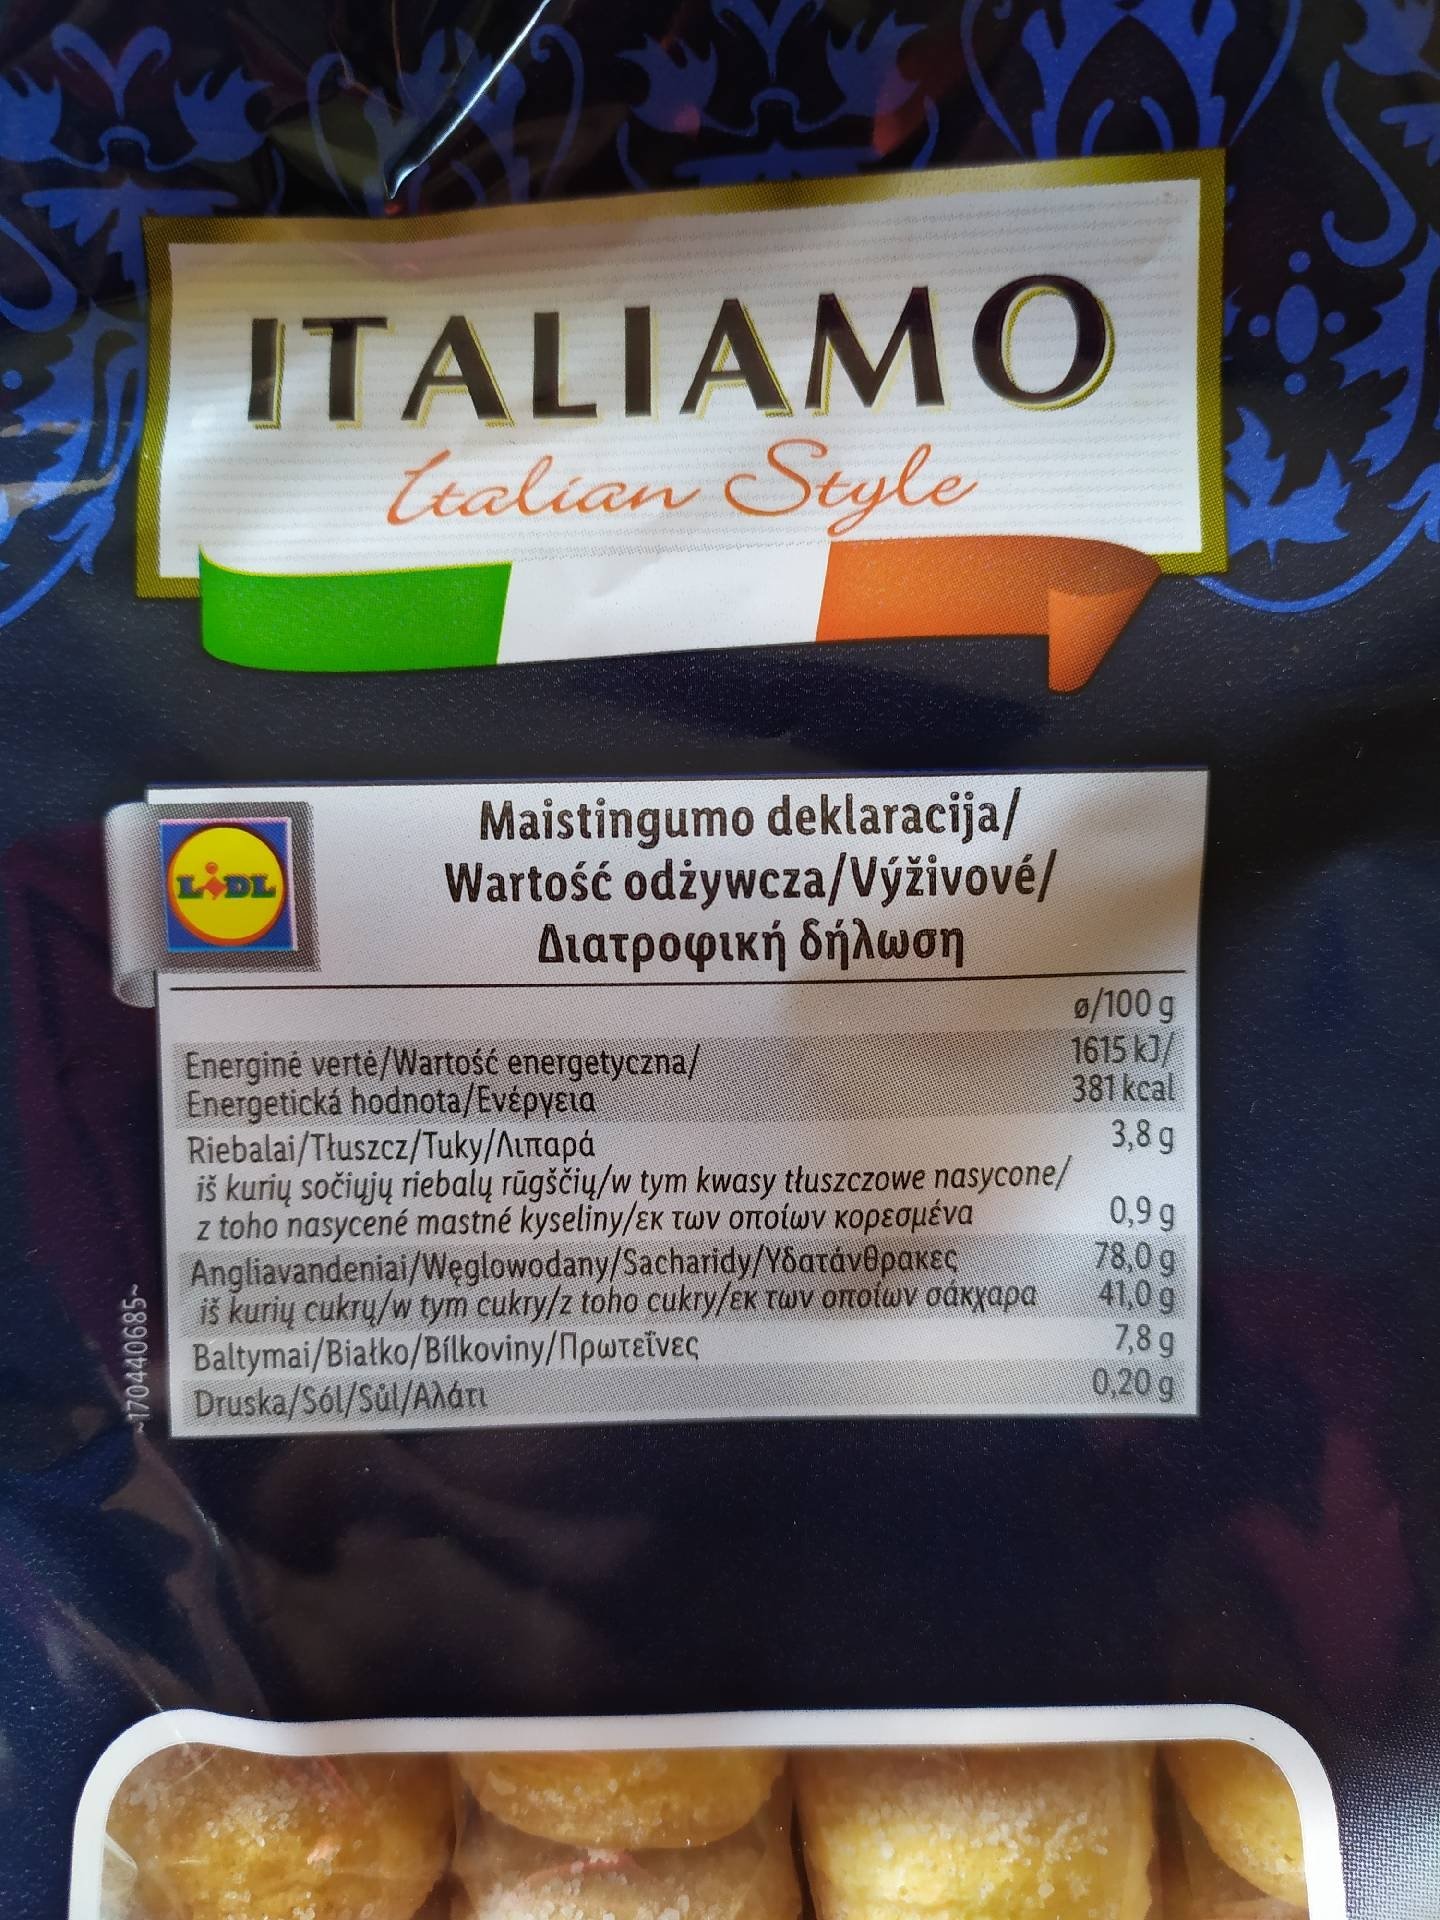 ITALIAMO
Italian Style
LIDL
Maistingumo deklaracija/
Wartość odżywcza/Výživové/
Διατροφική δήλωση
ø/100 g
Energinė vertė/Wartość energetyczna/
1615 kJ/
Energetická hodnota/Ενέργεια
381 kcal
Riebalai/Tłuszcz/Tuky/Λιπαρά
3,8 g
iš kurių sočiųjų riebalų rūgščių/w tym kwasy tłuszczowe nasycone/
z toho nasycené mastné kyseliny/εκ των οποίων κορεσμένα
0,9 g
Angliavandeniai/Węglowodany/Sacharidy/Υδατάνθρακες
78,0 g
iš kurių cukrų/w tym cukry/z toho cukry/εκ των οποίων σάκχαρα
41,0 g
Baltymai/Białko/Bílkoviny/Πρωτεΐνες
7,8 g
Druska/Sól/Sůl/Αλάτι
0,20 g
~1704440685~